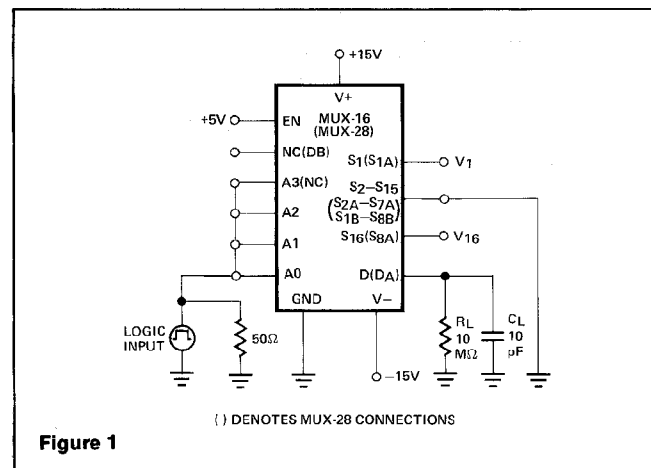 +15V
V+
MUX-16
(MUX-28)
+5V
EN
NC(DB)
A3(NC)
A2
A1
A0
S1(S1A)
V1
S2–S15
(S2A–S7A)
(S1B–S8B)
S16(S8A)
V16
D(DA)
GND
V−
LOGIC
INPUT
50Ω
RL
10
MΩ
CL
10
pF
−15V
( ) DENOTES MUX-28 CONNECTIONS
Figure 1